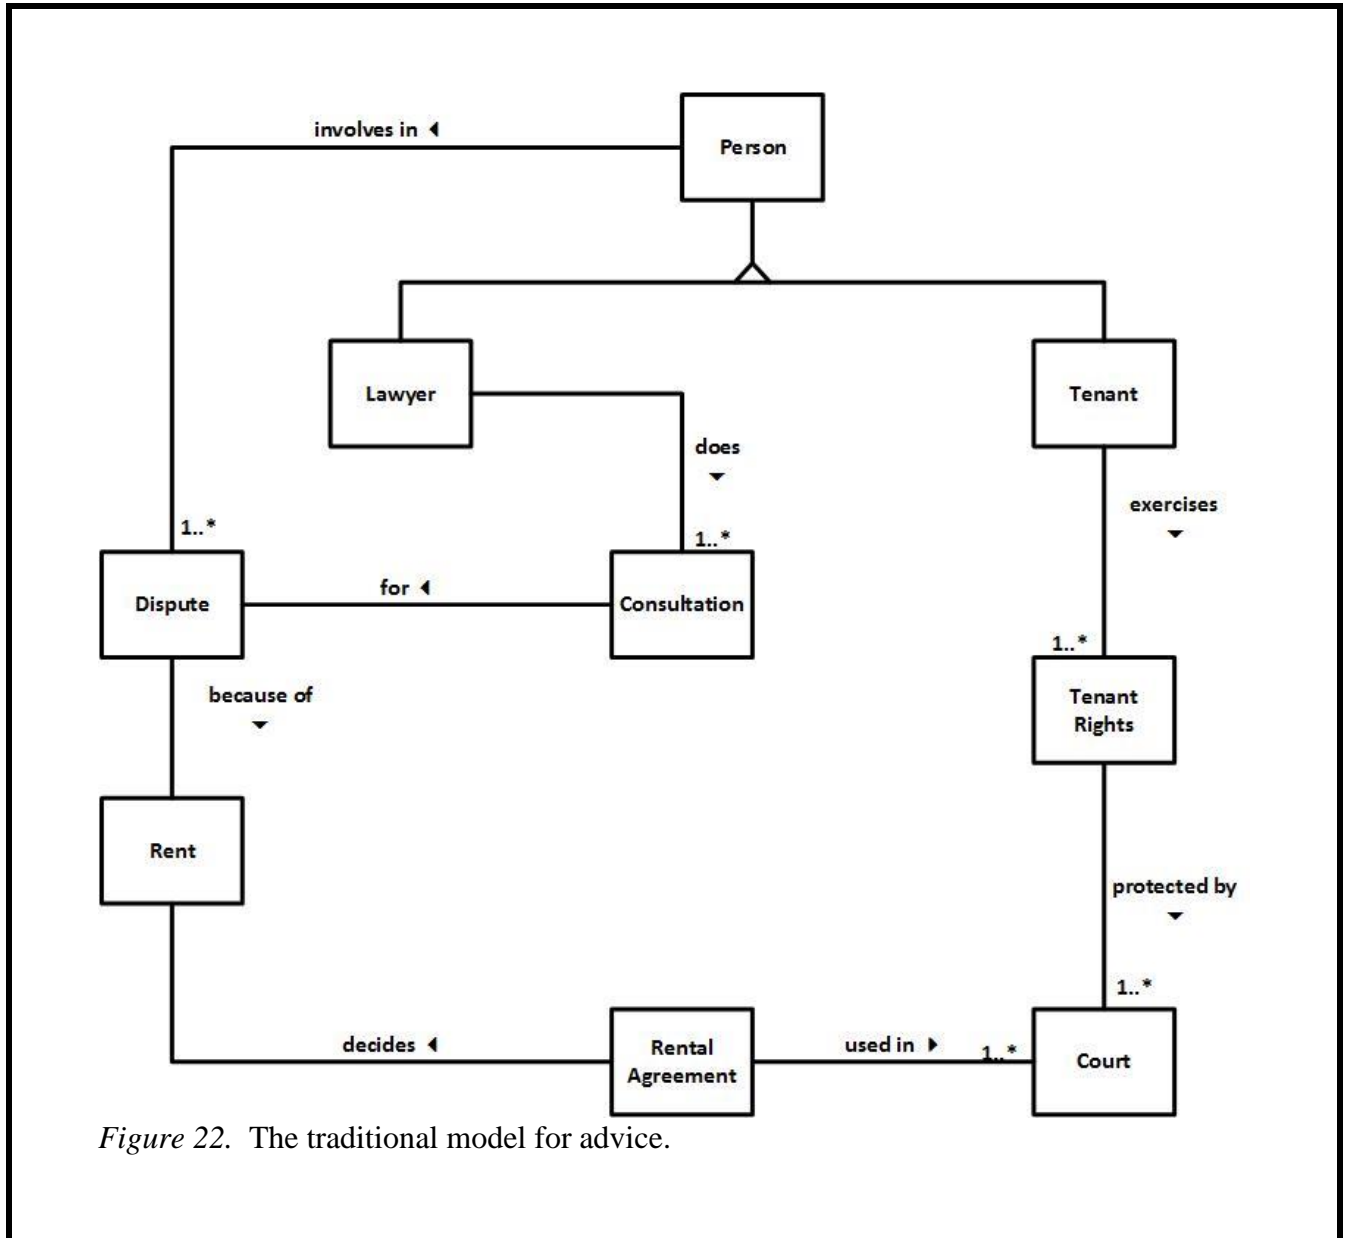 involves in
Person
Lawyer
Tenant
does
exercises
1..*
1..*
Dispute
for
Consultation
1..*
Tenant
Rights
because of
Rent
protected by
1..*
decides
Rental
Agreement
used in
1..*
Court
Figure 22. The traditional model for advice.